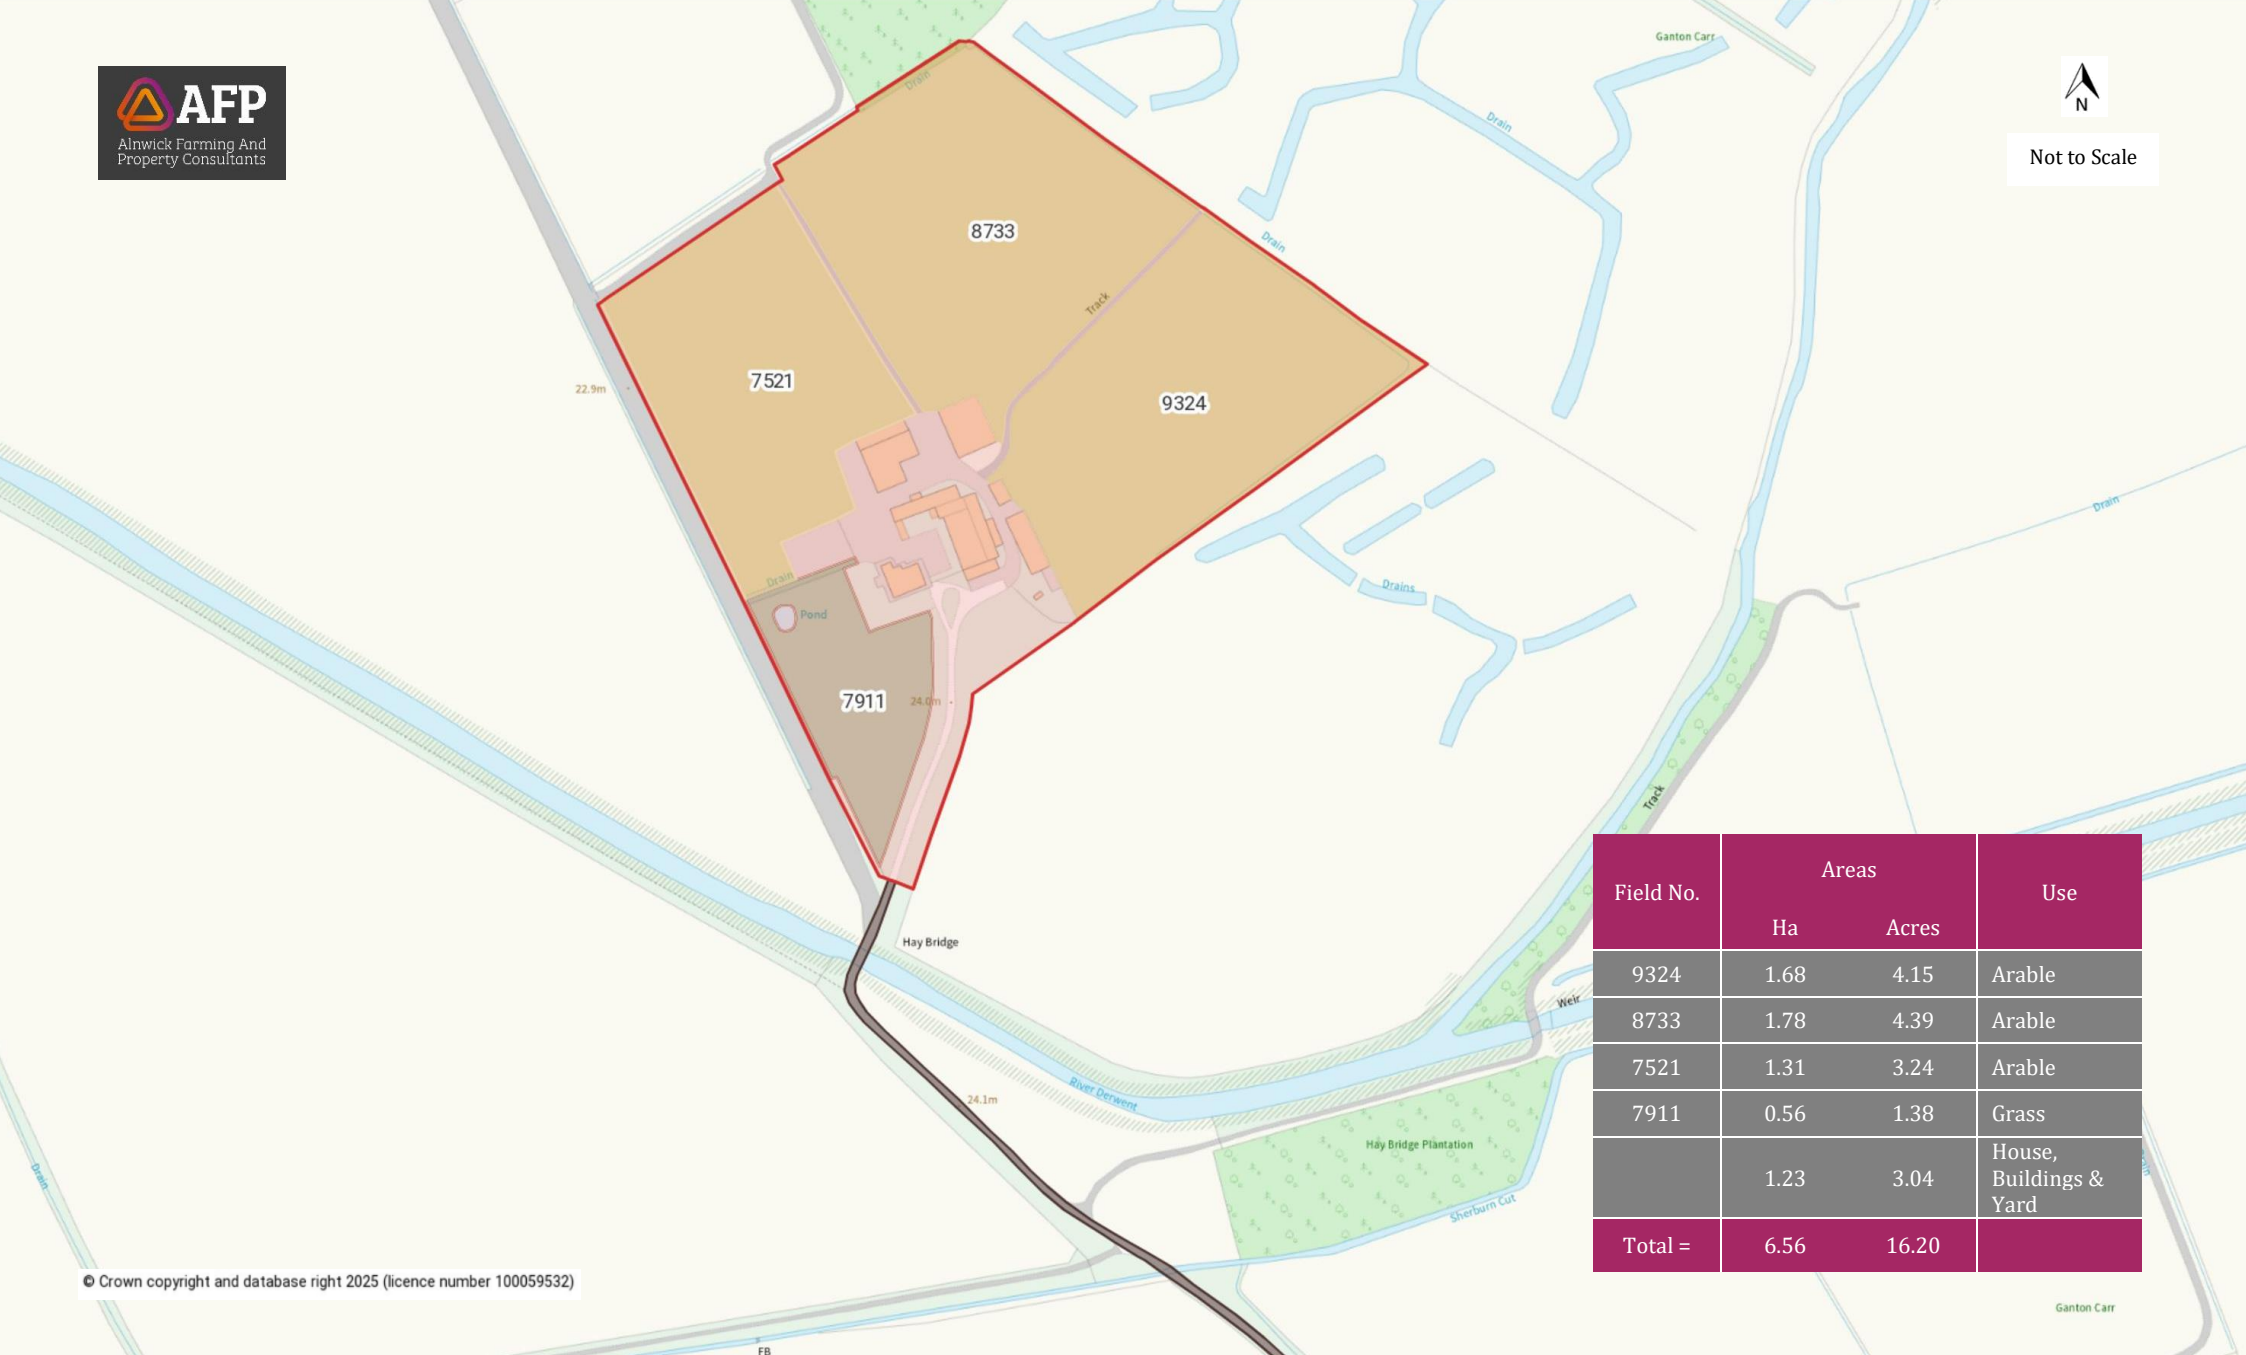 Ganton Carr
AFP
Alnwick Farming And
Property Consultants
N
Not to Scale
Drain
Drain
Drain
8733
Track
7521
22.9m
9324
Drain
Drain
Pond
Drains
7911
24.0m
Track
Hay Bridge
Weir
River Derwent
24.1m
Hay Bridge Plantation
Sherburn Cut
Drain
Field No.
Areas
Use
Ha
Acres
9324 1.68 4.15 Arable
8733 1.78 4.39 Arable
7521 1.31 3.24 Arable
7911 0.56 1.38 Grass
House,
1.23 3.04 Buildings &
Yard
Total = 6.56 16.20
© Crown copyright and database right 2025 (licence number 100059532)
Ganton Carr
FB